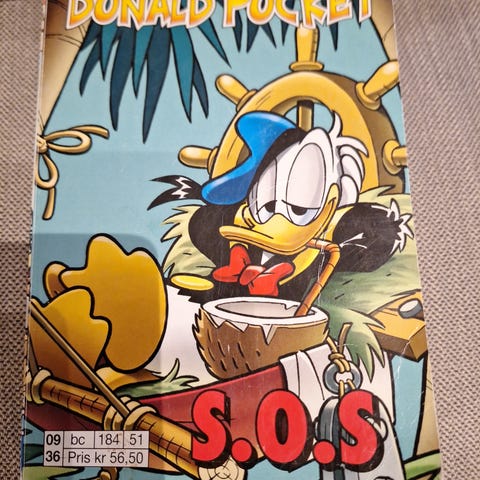 DONALD POCKET
S.O.S
09 bc 184 51
36 Pris kr 56,50